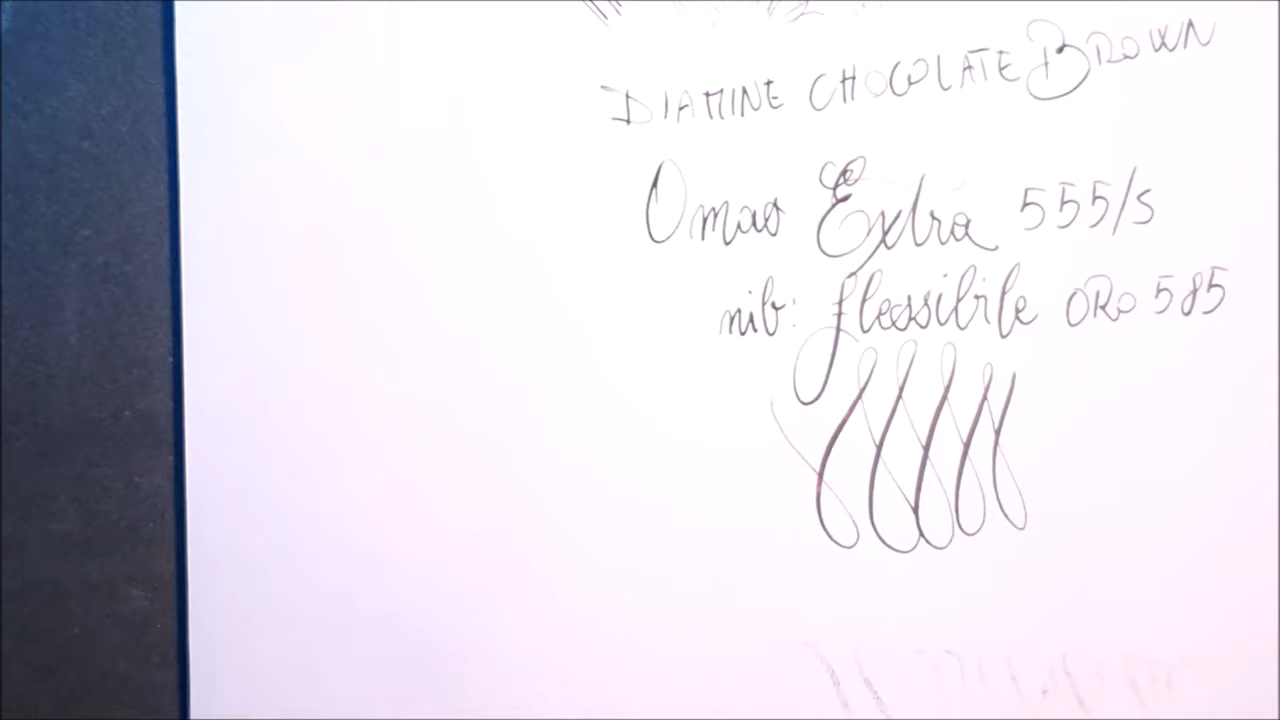 DIAMINE CHOCOLATE BROWN
Omas Extra 555/S
nib: flessibile ORO 585